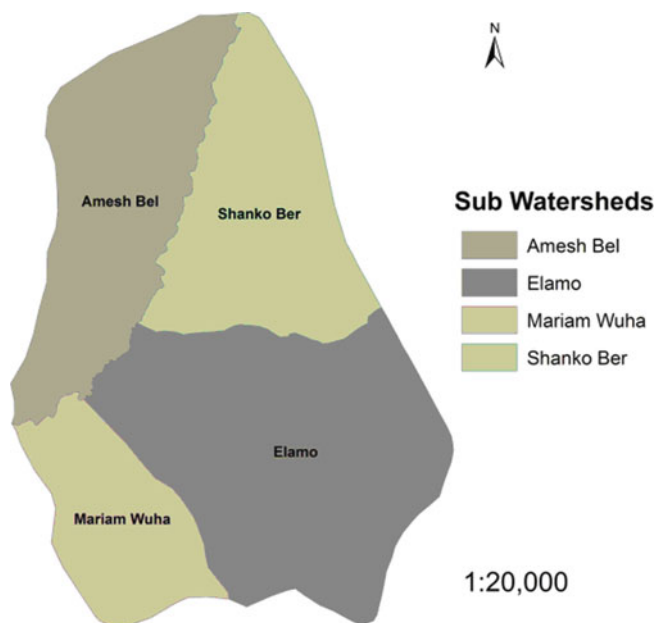 N
Amesh Bel
Shanko Ber
Elamo
Mariam Wuha
Sub Watersheds
Amesh Bel
Elamo
Mariam Wuha
Shanko Ber
1:20,000